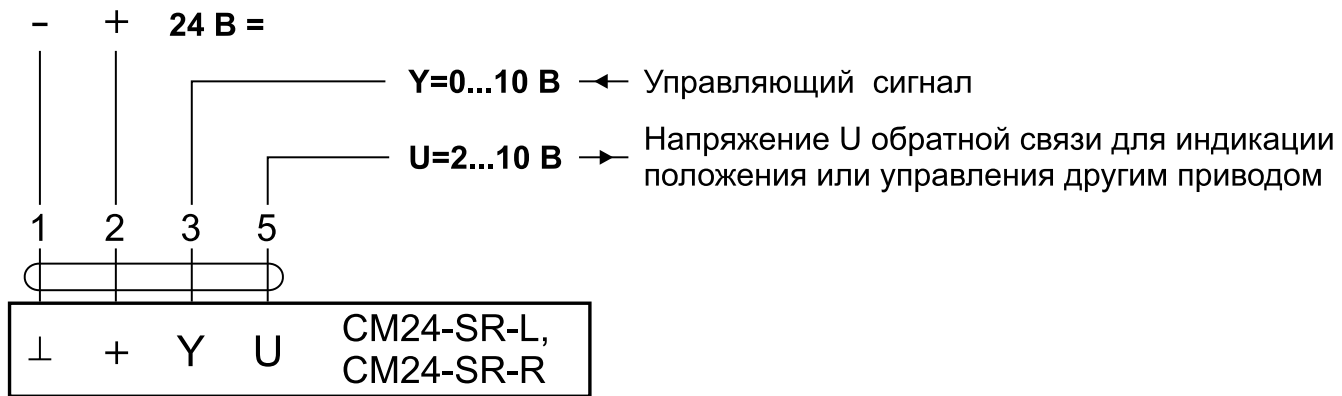 - + 24 В =
Y=0...10 В Управляющий сигнал
U=2...10 В Напряжение U обратной связи для индикации
положения или управления другим приводом
1 2 3 5
⊥ + Y U CM24-SR-L,
CM24-SR-R